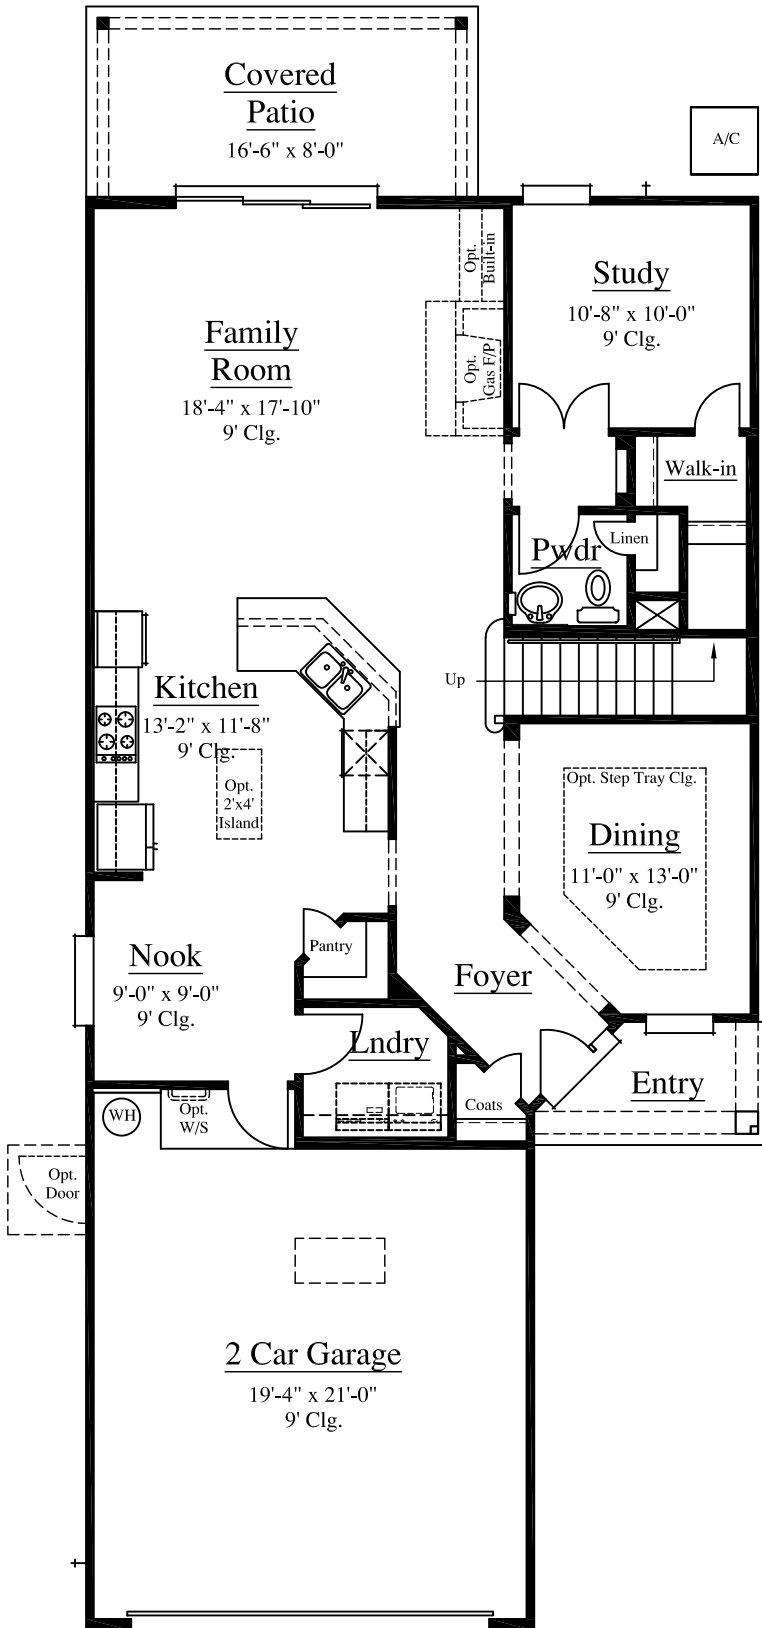 Covered
Patio
16'-6" x 8'-0"
A/C
Opt.
Built-in
Study
10'-8" x 10'-0"
9' Clg.
Family
Room
18'-4" x 17'-10"
9' Clg.
Opt.
Gas F/P
Walk-in
Pwdr
Linen
Up
Kitchen
13'-2" x 11'-8"
9' Clg.
Opt.
2'x4'
Island
Opt. Step Tray Clg.
Dining
11'-0" x 13'-0"
9' Clg.
Pantry
Nook
9'-0" x 9'-0"
9' Clg.
Foyer
Lndry
Entry
Coats
WH
Opt.
W/S
Opt.
Door
2 Car Garage
19'-4" x 21'-0"
9' Clg.